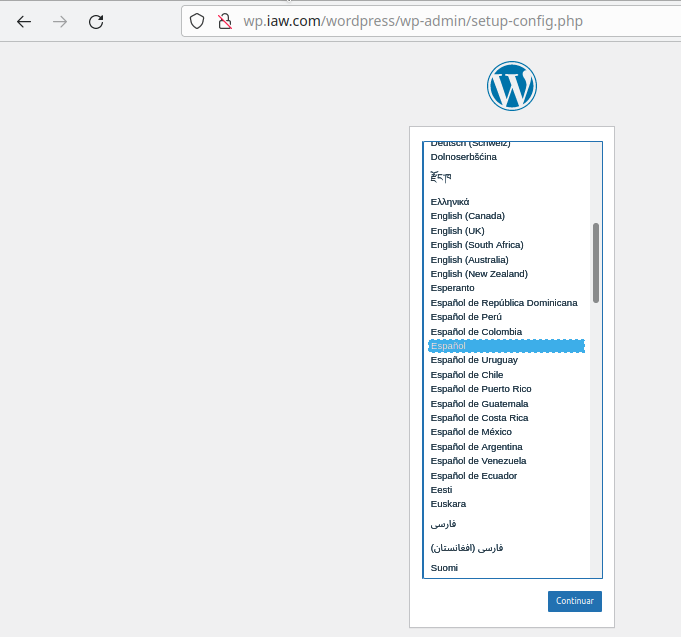 wp.iaw.com/wordpress/wp-admin/setup-config.php
Deutsch (Schweiz)
Dolnoserbšćina
རྫོང་ཁ
Ελληνικά
English (Canada)
English (UK)
English (South Africa)
English (Australia)
English (New Zealand)
Esperanto
Español de República Dominicana
Español de Perú
Español de Colombia
Español
Español de Uruguay
Español de Chile
Español de Puerto Rico
Español de Guatemala
Español de Costa Rica
Español de México
Español de Argentina
Español de Venezuela
Español de Ecuador
Eesti
Euskara
فارسی
فارسی (افغانستان)
Suomi
Continuar